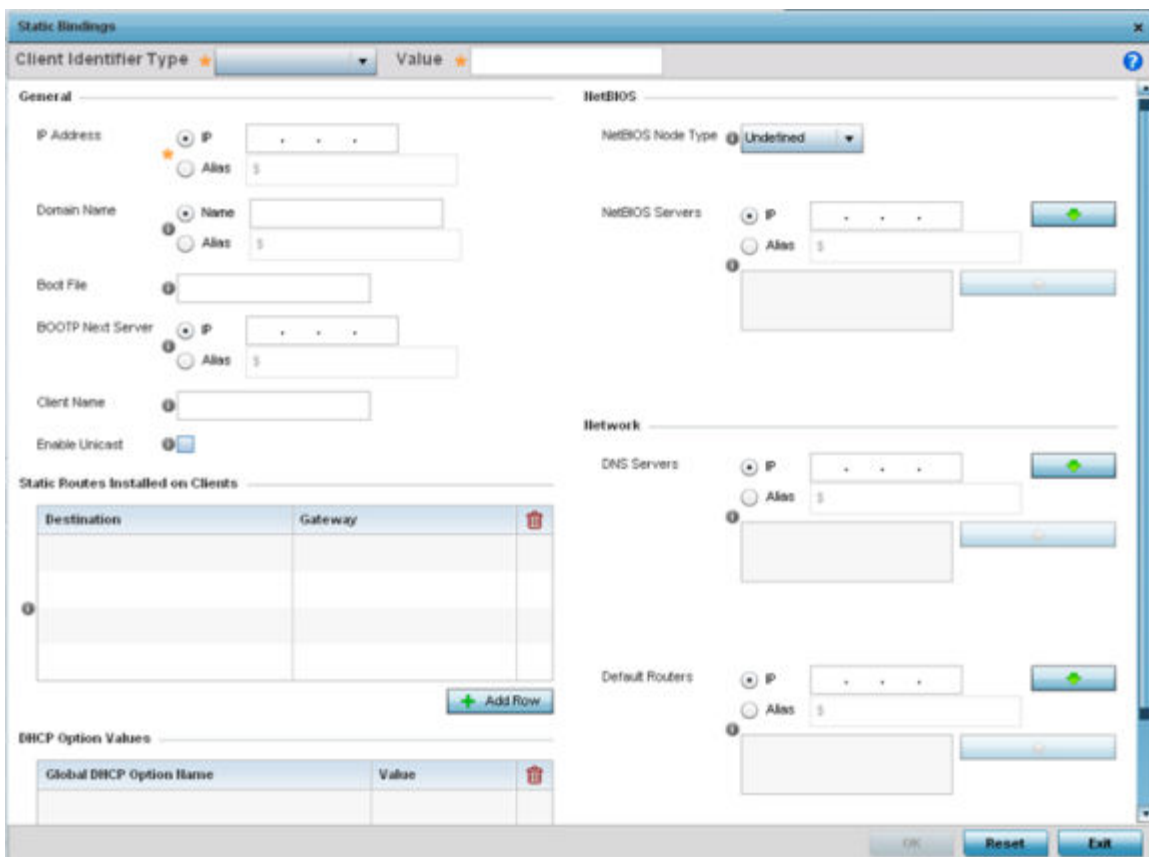 Static Bindings
Client Identifier Type Value
General
IP Address IP . . .
Alias $
Domain Name Name
Alias $
Boot File
BOOTP Next Server IP . . .
Alias $
Client Name
Enable Unicast
Static Routes Installed on Clients
Destination Gateway
Add Row
DHCP Option Values
Global DHCP Option Name Value
NetBIOS
NetBIOS Node Type Undefined
NetBIOS Servers IP . . .
Alias $
Network
DNS Servers IP . . .
Alias $
Default Routers IP . . .
Alias $
OK Reset Exit